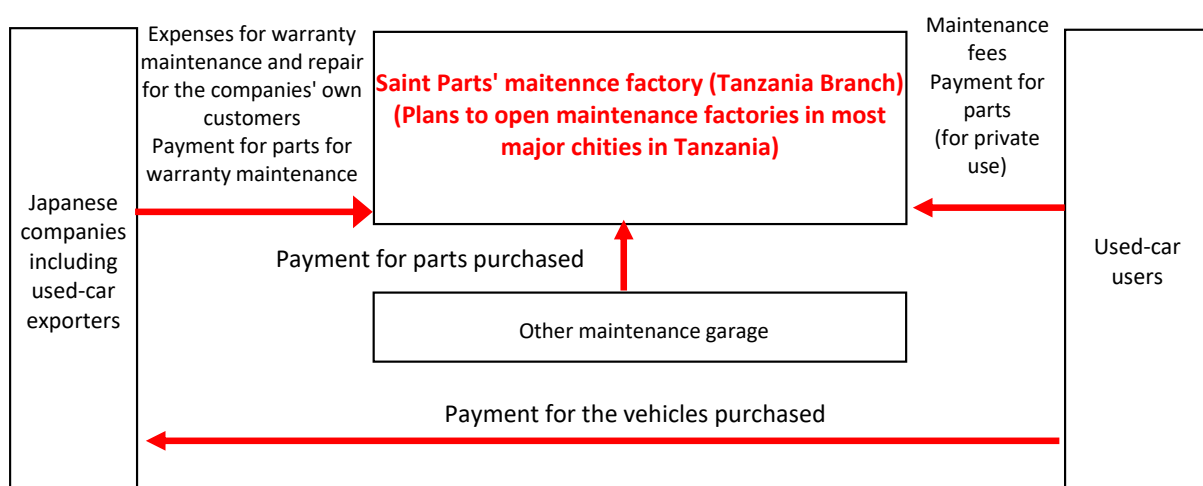 Expenses for warranty
maintenance and repair
for the companies' own
customers
Payment for parts for
warranty maintenance
Saint Parts' maitennce factory (Tanzania Branch)
(Plans to open maintenance factories in most
major chities in Tanzania)
Maintenance
fees
Payment for
parts
(for private
use)
Japanese
companies
including
used-car
exporters
Payment for parts purchased
Used-car
users
Other maintenance garage
Payment for the vehicles purchased